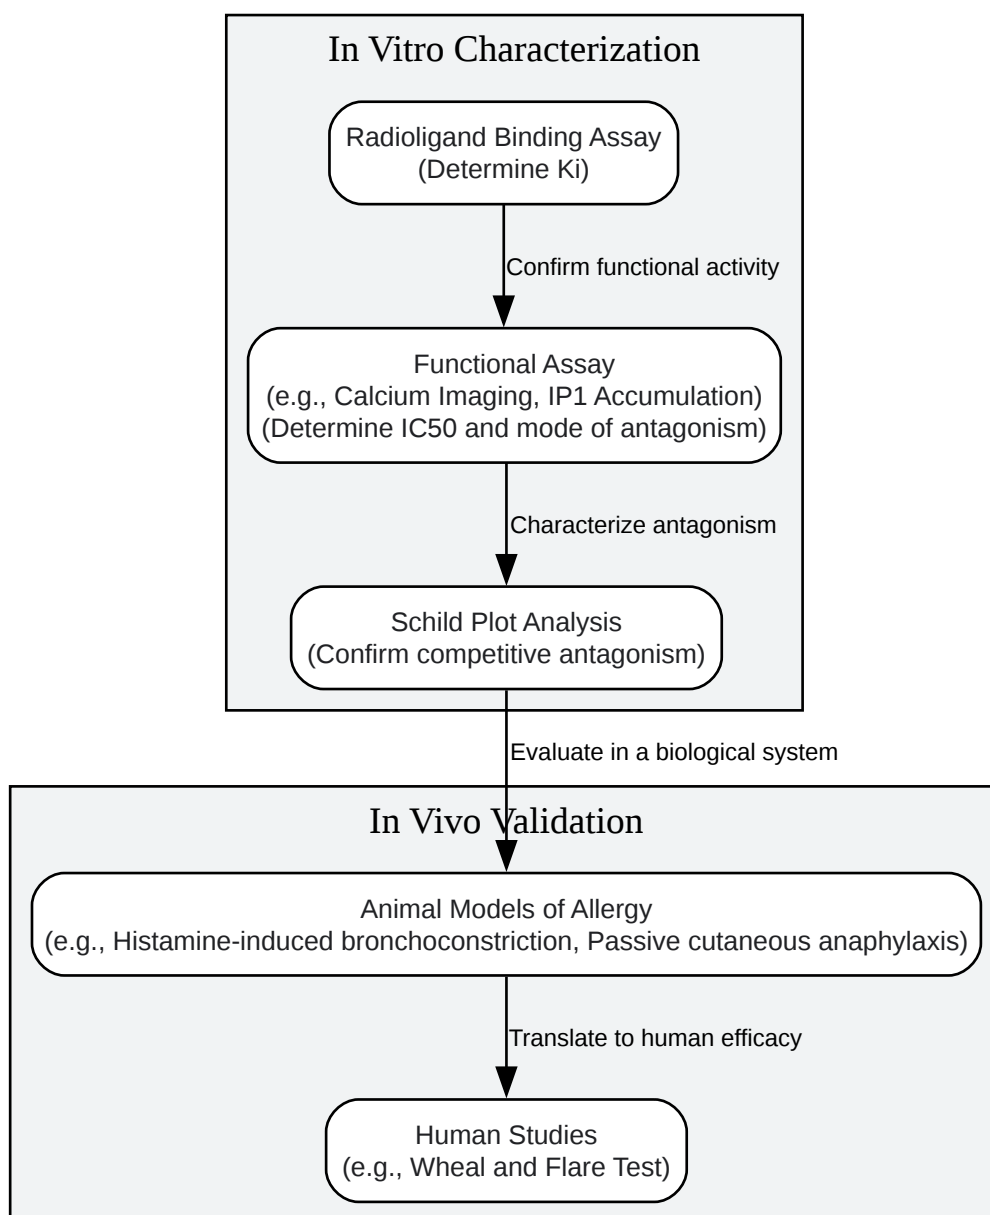 In Vitro Characterization
Radioligand Binding Assay
(Determine Ki)
Confirm functional activity
Functional Assay
(e.g., Calcium Imaging, IP1 Accumulation)
(Determine IC50 and mode of antagonism)
Characterize antagonism
Schild Plot Analysis
(Confirm competitive antagonism)
Evaluate in a biological system
In Vivo Validation
Animal Models of Allergy
(e.g., Histamine-induced bronchoconstriction, Passive cutaneous anaphylaxis)
Translate to human efficacy
Human Studies
(e.g., Wheal and Flare Test)